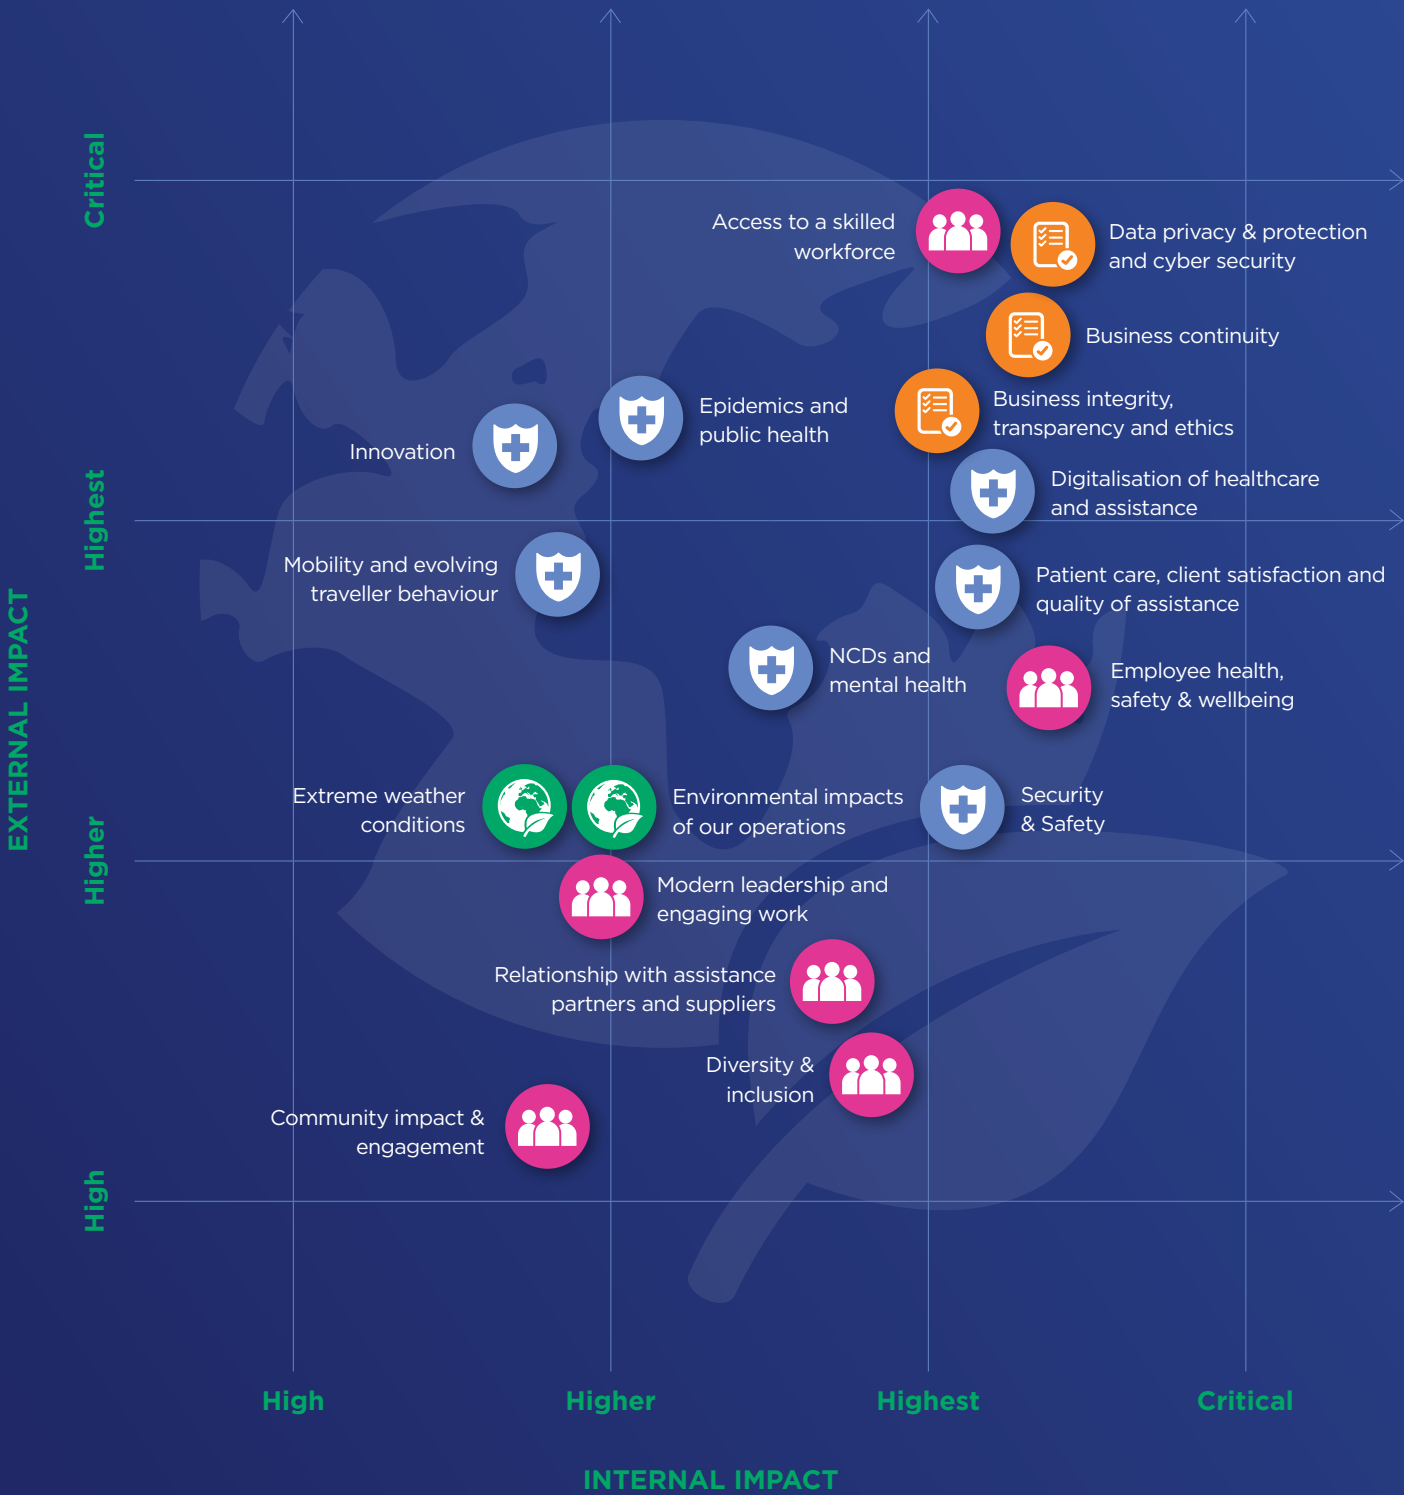 Critical
Access to a skilled
workforce
Data privacy & protection
and cyber security
Business continuity
Business integrity,
transparency and ethics
Epidemics and
public health
Innovation
Digitalisation of healthcare
and assistance
Highest
Mobility and evolving
traveller behaviour
Patient care, client satisfaction and
quality of assistance
NCDs and
mental health
Employee health,
safety & wellbeing
EXTERNAL IMPACT
Extreme weather
conditions
Environmental impacts
of our operations
Security
& Safety
Higher
Modern leadership and
engaging work
Relationship with assistance
partners and suppliers
Diversity &
inclusion
Community impact &
engagement
High
High
Higher
Highest
Critical
INTERNAL IMPACT